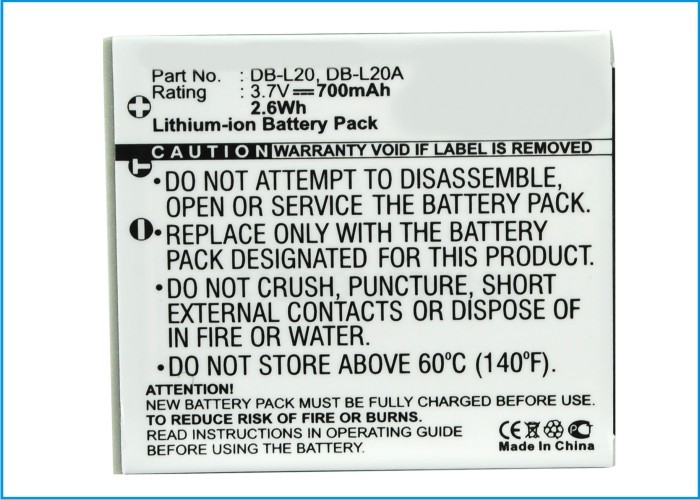 Part No. : DB-L20, DB-L20A
Rating : 3.7V⎓700mAh
2.6Wh
Lithium-ion Battery Pack
CAUTION WARRANTY VOID IF LABEL IS REMOVED
•DO NOT ATTEMPT TO DISASSEMBLE,
OPEN OR SERVICE THE BATTERY PACK.
•REPLACE ONLY WITH THE BATTERY
PACK DESIGNATED FOR THIS PRODUCT.
•DO NOT CRUSH, PUNCTURE, SHORT
EXTERNAL CONTACTS OR DISPOSE OF
IN FIRE OR WATER.
•DO NOT STORE ABOVE 60°C (140°F).
ATTENTION!
NEW BATTERY PACK MUST BE FULLY CHARGED BEFORE USE.
TO REDUCE RISK OF FIRE OR BURNS.
READ INSTRUCTIONS IN OPERATING GUIDE
BEFORE BATTERY USE.
CE
Made In China
+
T